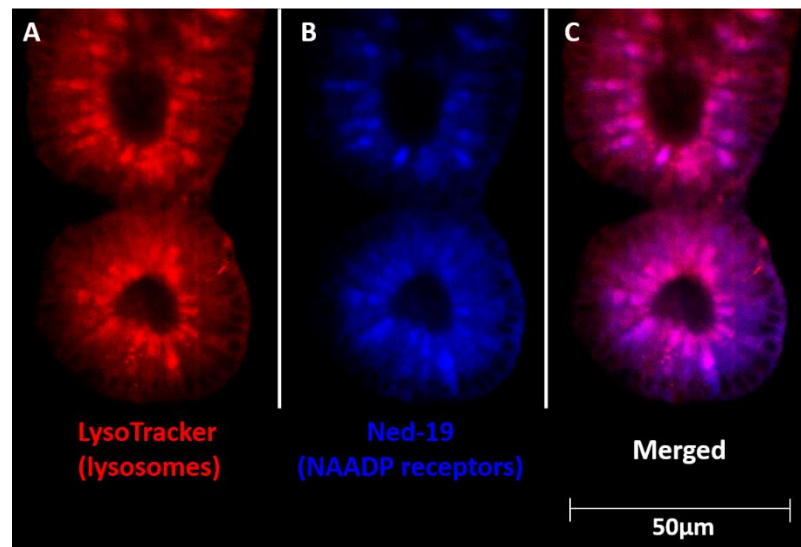 A
B
C
LysoTracker
(lysosomes)
Ned-19
(NAADP receptors)
Merged
50μm